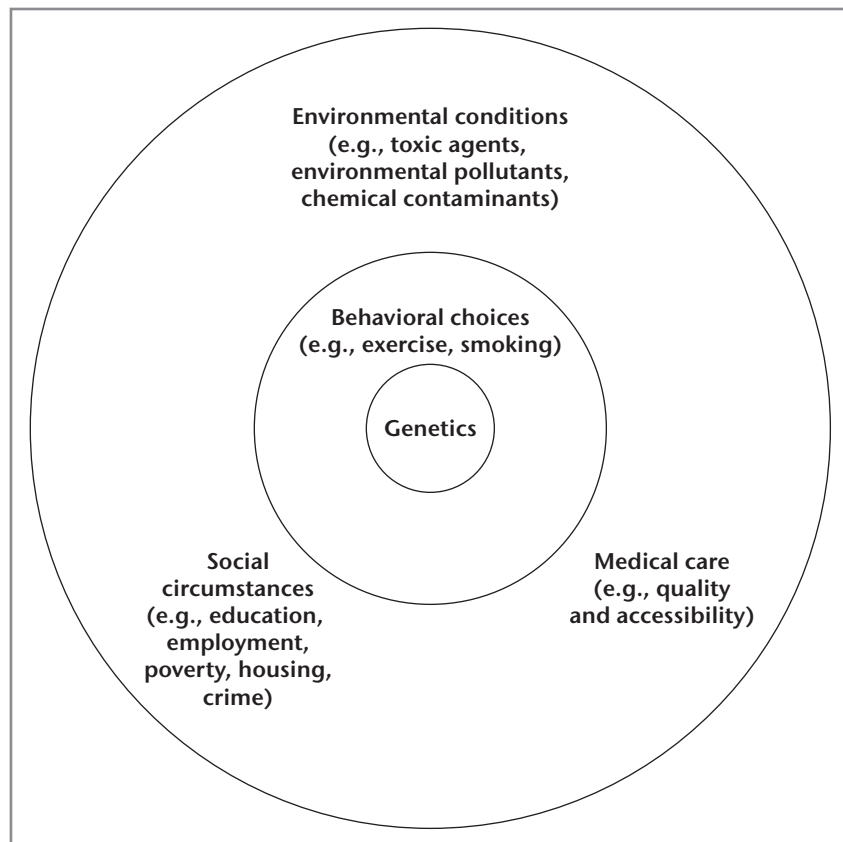 Environmental conditions
(e.g., toxic agents,
environmental pollutants,
chemical contaminants)
Behavioral choices
(e.g., exercise, smoking)
Genetics
Social
circumstances
(e.g., education,
employment,
poverty, housing,
crime)
Medical care
(e.g., quality
and accessibility)